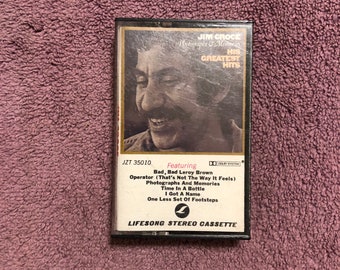 JIM CROCE
Photographs & Memories
HIS
GREATEST
HITS
JZT 35010
Featuring
Bad, Bad Leroy Brown
Operator (That's Not The Way It Feels)
Photographs And Memories
Time In A Bottle
I Got A Name
One Less Set Of Footsteps
LIFESONG STEREO CASSETTE